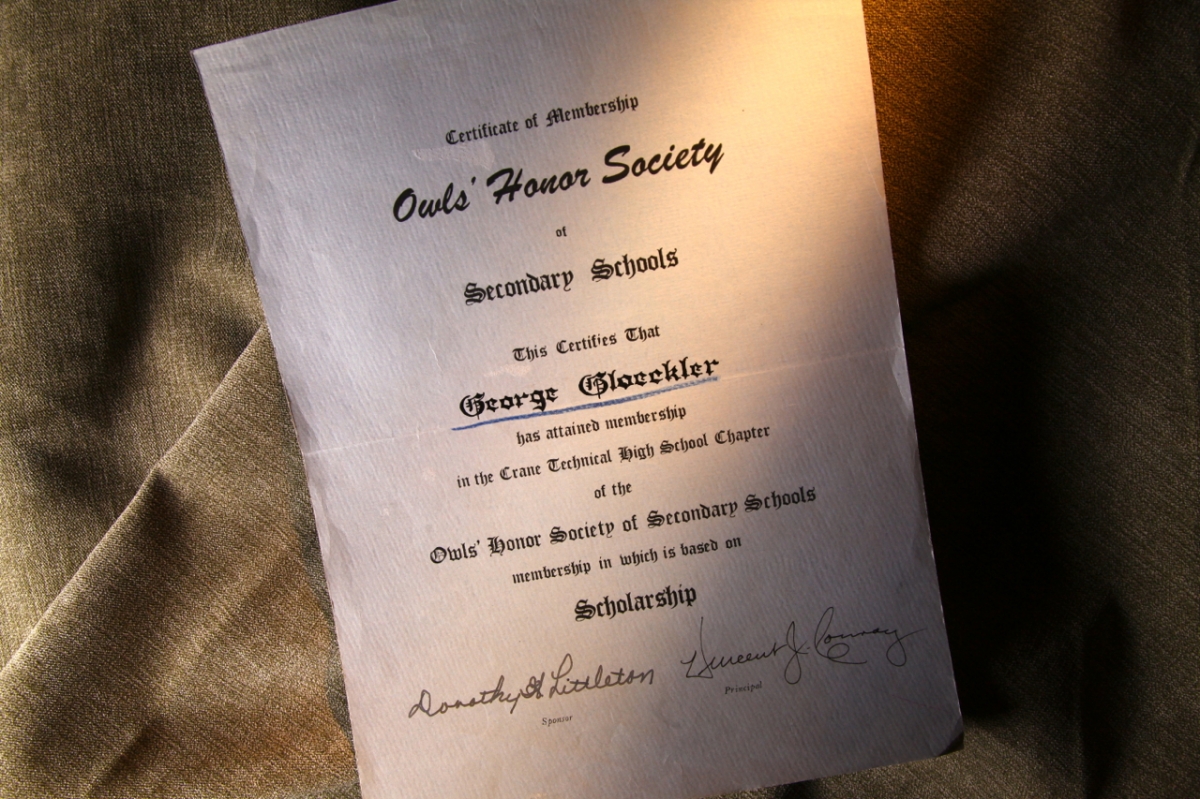 Certificate of Membership
Owls' Honor Society
of
Secondary Schools
This Certifies That
George Gloeckler
has attained membership
in the Crane Technical High School Chapter
of the
Owls' Honor Society of Secondary Schools
membership in which is based on
Scholarship
Dorothy H Littleton
Sponsor
Vincent J. Conway
Principal